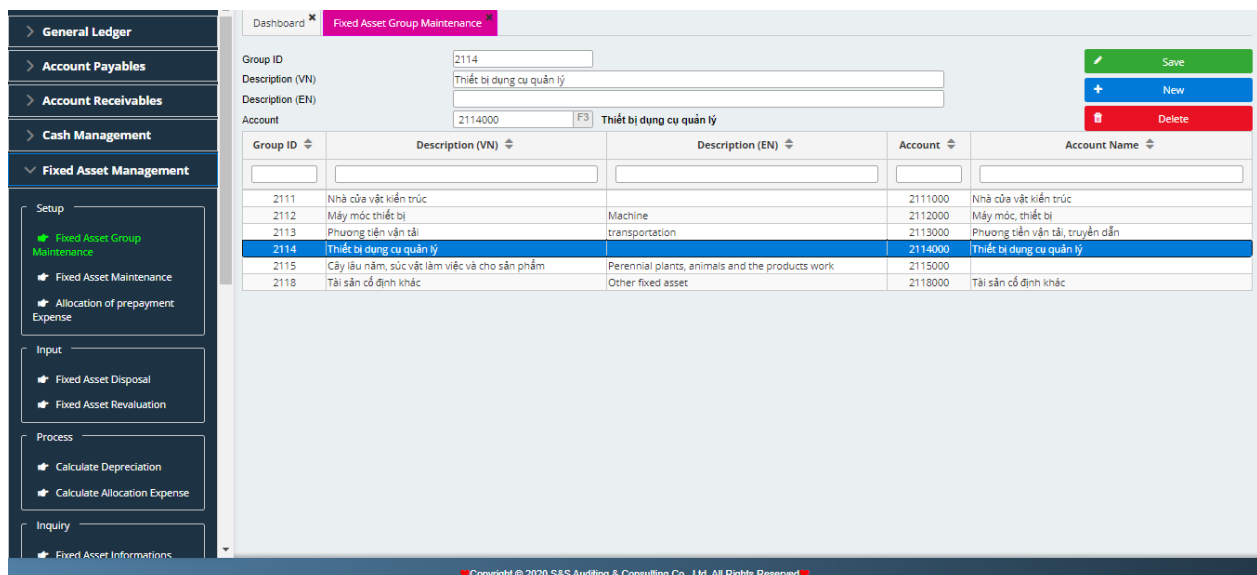 General Ledger
Account Payables
Account Receivables
Cash Management
Fixed Asset Management
Setup
Fixed Asset Group
Maintenance
Fixed Asset Maintenance
Allocation of prepayment
Expense
Input
Fixed Asset Disposal
Fixed Asset Revaluation
Process
Calculate Depreciation
Calculate Allocation Expense
Inquiry
Fixed Asset Informations
Dashboard Fixed Asset Group Maintenance
Group ID 2114 Save
Description (VN) Thiết bị dụng cụ quản lý
Description (EN) New
Account 2114000 F3 Thiết bị dụng cụ quản lý Delete
Group ID Description (VN) Description (EN) Account Account Name
2111 Nhà cửa vật kiến trúc 2111000 Nhà cửa vật kiến trúc
2112 Máy móc thiết bị Machine 2112000 Máy móc, thiết bị
2113 Phương tiện vận tải transportation 2113000 Phương tiền vận tải, truyền dẫn
2114 Thiết bị dụng cụ quản lý 2114000 Thiết bị dụng cụ quản lý
2115 Cây lâu năm, súc vật làm việc và cho sản phẩm Perennial plants, animals and the products work 2115000
2118 Tài sản cố định khác Other fixed asset 2118000 Tài sản cố định khác
Copyright © 2020 S&S Auditing & Consulting Co., Ltd. All Rights Reserved